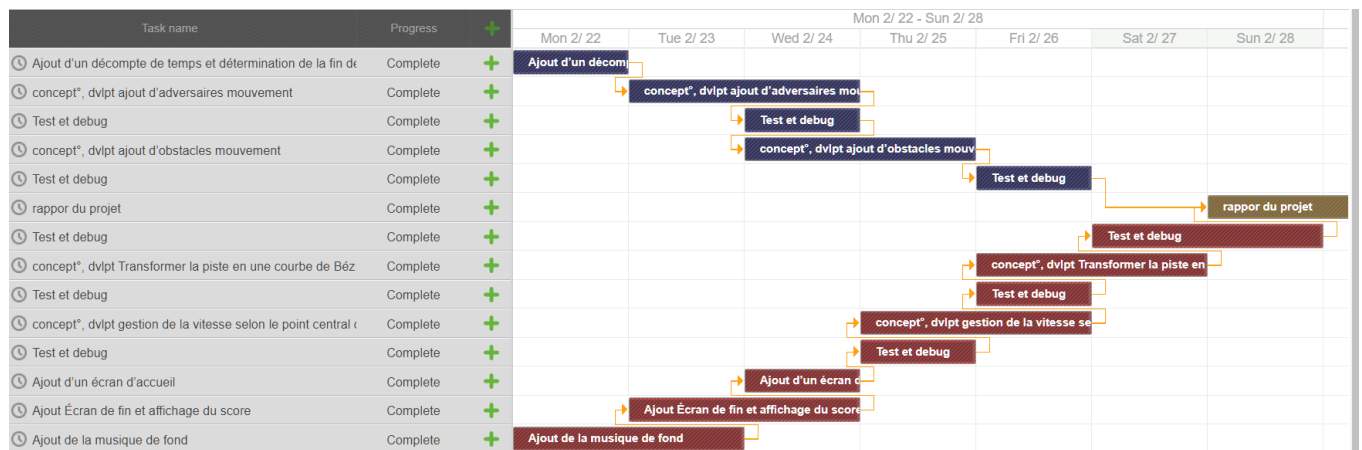 Mon 2/ 22 - Sun 2/ 28
Task name Progress Mon 2/ 22 Tue 2/ 23 Wed 2/ 24 Thu 2/ 25 Fri 2/ 26 Sat 2/ 27 Sun 2/ 28
Ajout d'un décompte de temps et détermination de la fin de Complete Ajout d'un décomp
concept°, dvlpt ajout d'adversaires mouvement Complete concept°, dvlpt ajout d'adversaires mou
Test et debug Complete Test et debug
concept°, dvlpt ajout d'obstacles mouvement Complete concept°, dvlpt ajout d'obstacles mouv
Test et debug Complete Test et debug
rappor du projet Complete rappor du projet
Test et debug Complete Test et debug
concept°, dvlpt Transformer la piste en une courbe de Béz Complete concept°, dvlpt Transformer la piste en
Test et debug Complete Test et debug
concept°, dvlpt gestion de la vitesse selon le point central Complete concept°, dvlpt gestion de la vitesse se
Test et debug Complete Test et debug
Ajout d'un écran d'accueil Complete Ajout d'un écran d
Ajout Écran de fin et affichage du score Complete Ajout Écran de fin et affichage du score
Ajout de la musique de fond Complete Ajout de la musique de fond